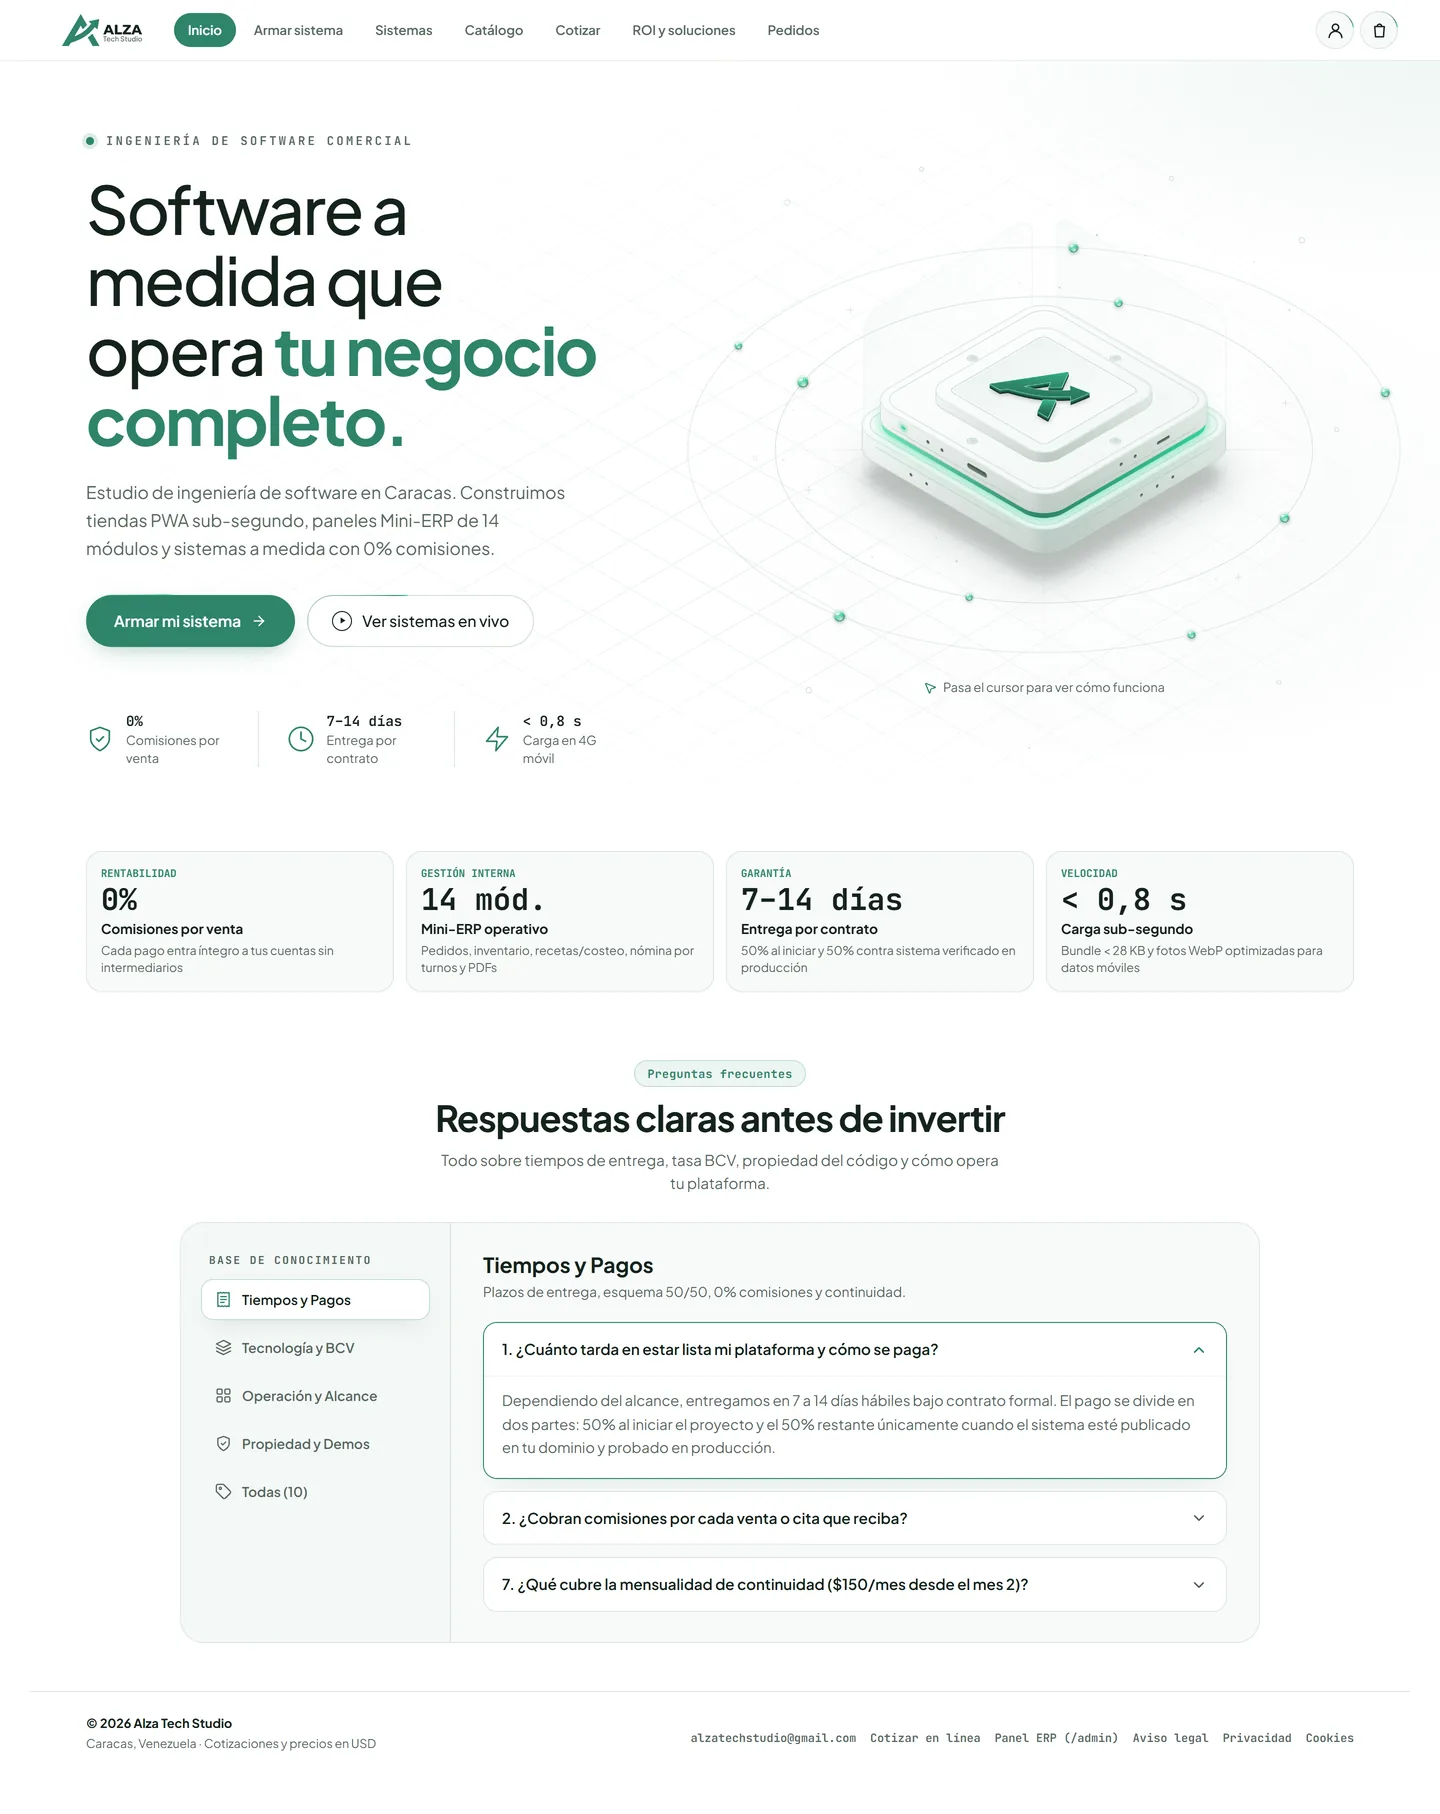 ALZA
Tech Studio
Inicio
Armar sistema
Sistemas
Catálogo
Cotizar
ROI y soluciones
Pedidos
INGENIERÍA DE SOFTWARE COMERCIAL
Software a
medida que
opera tu negocio
completo.
Estudio de ingeniería de software en Caracas. Construimos
tiendas PWA sub-segundo, paneles Mini-ERP de 14
módulos y sistemas a medida con 0% comisiones.
Armar mi sistema
Ver sistemas en vivo
Pasa el cursor para ver cómo funciona
0%
Comisiones por
venta
7–14 días
Entrega por
contrato
< 0,8 s
Carga en 4G
móvil
RENTABILIDAD
0%
Comisiones por venta
Cada pago entra íntegro a tus cuentas sin
intermediarios
GESTIÓN INTERNA
14 mód.
Mini-ERP operativo
Pedidos, inventario, recetas/costeo, nómina por
turnos y PDFs
GARANTÍA
7–14 días
Entrega por contrato
50% al iniciar y 50% contra sistema verificado en
producción
VELOCIDAD
< 0,8 s
Carga sub-segundo
Bundle < 28 KB y fotos WebP optimizadas para
datos móviles
Preguntas frecuentes
Respuestas claras antes de invertir
Todo sobre tiempos de entrega, tasa BCV, propiedad del código y cómo opera
tu plataforma.
BASE DE CONOCIMIENTO
Tiempos y Pagos
Tecnología y BCV
Operación y Alcance
Propiedad y Demos
Todas (10)
Tiempos y Pagos
Plazos de entrega, esquema 50/50, 0% comisiones y continuidad.
1. ¿Cuánto tarda en estar lista mi plataforma y cómo se paga?
Dependiendo del alcance, entregamos en 7 a 14 días hábiles bajo contrato formal. El pago se divide en
dos partes: 50% al iniciar el proyecto y el 50% restante únicamente cuando el sistema esté publicado
en tu dominio y probado en producción.
2. ¿Cobran comisiones por cada venta o cita que reciba?
7. ¿Qué cubre la mensualidad de continuidad ($150/mes desde el mes 2)?
© 2026 Alza Tech Studio
Caracas, Venezuela · Cotizaciones y precios en USD
alzatechstudio@gmail.com
Cotizar en línea
Panel ERP (/admin)
Aviso legal
Privacidad
Cookies